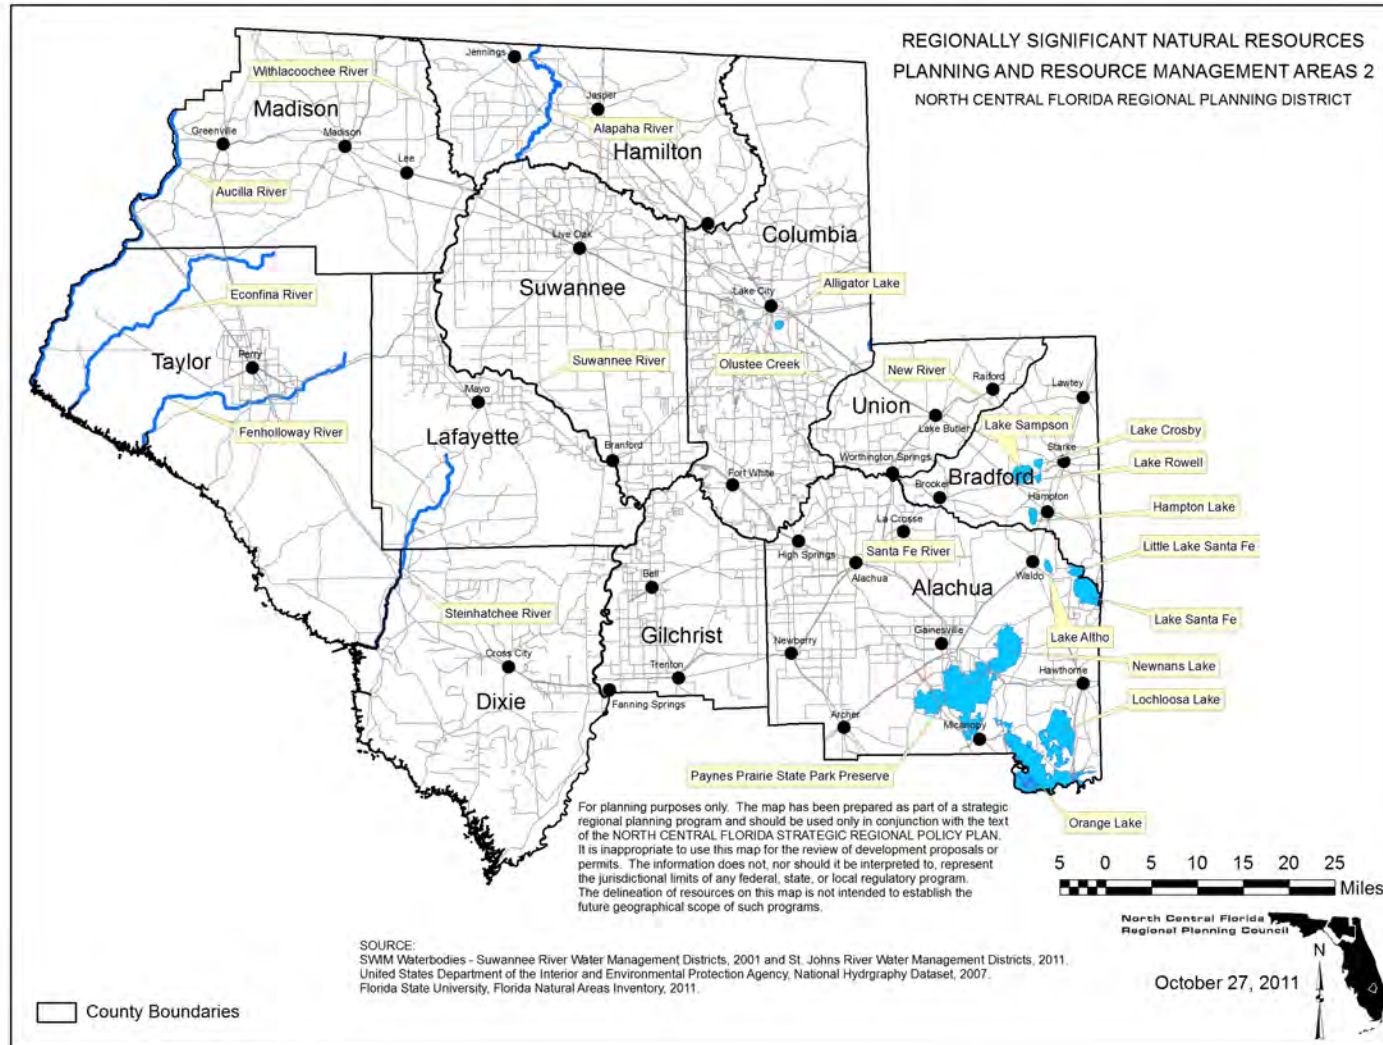 REGIONALLY SIGNIFICANT NATURAL RESOURCES
PLANNING AND RESOURCE MANAGEMENT AREAS 2
NORTH CENTRAL FLORIDA REGIONAL PLANNING DISTRICT
Jennings
Withlacoochee River
Madison
Jasper
Greenville
Madison
Alapaha River
Hamilton
Lee
Aucilla River
Live Oak
Columbia
Suwannee
Econfina River
Lake City
Alligator Lake
Taylor
Perry
Suwannee River
Olustee Creek
New River
Raiford
Lawtey
Mayo
Union
Lake Butler
Lake Sampson
Lake Crosby
Fenholloway River
Lafayette
Branford
Starke
Worthington Springs
Lake Rowell
Fort White
Brooker
Bradford
Hampton
Hampton Lake
La Crosse
High Springs
Santa Fe River
Little Lake Santa Fe
Alachua
Waldo
Bell
Alachua
Steinhatchee River
Lake Santa Fe
Gilchrist
Newberry
Gainesville
Lake Altho
Cross City
Trenton
Hawthorne
Newnans Lake
Dixie
Fanning Springs
Lochloosa Lake
Archer
Micanopy
Paynes Prairie State Park Preserve
Orange Lake
For planning purposes only. The map has been prepared as part of a strategic
regional planning program and should be used only in conjunction with the text
of the NORTH CENTRAL FLORIDA STRATEGIC REGIONAL POLICY PLAN.
It is inappropriate to use this map for the review of development proposals or
permits. The information does not, nor should it be interpreted to, represent
the jurisdictional limits of any federal, state, or local regulatory program.
The delineation of resources on this map is not intended to establish the
future geographical scope of such programs.
5 0 5 10 15 20 25
Miles
North Central Florida
Regional Planning Council
N
October 27, 2011
SOURCE:
SWIM Waterbodies - Suwannee River Water Management Districts, 2001 and St. Johns River Water Management Districts, 2011.
United States Department of the Interior and Environmental Protection Agency, National Hydrgraphy Dataset, 2007.
Florida State University, Florida Natural Areas Inventory, 2011.
County Boundaries